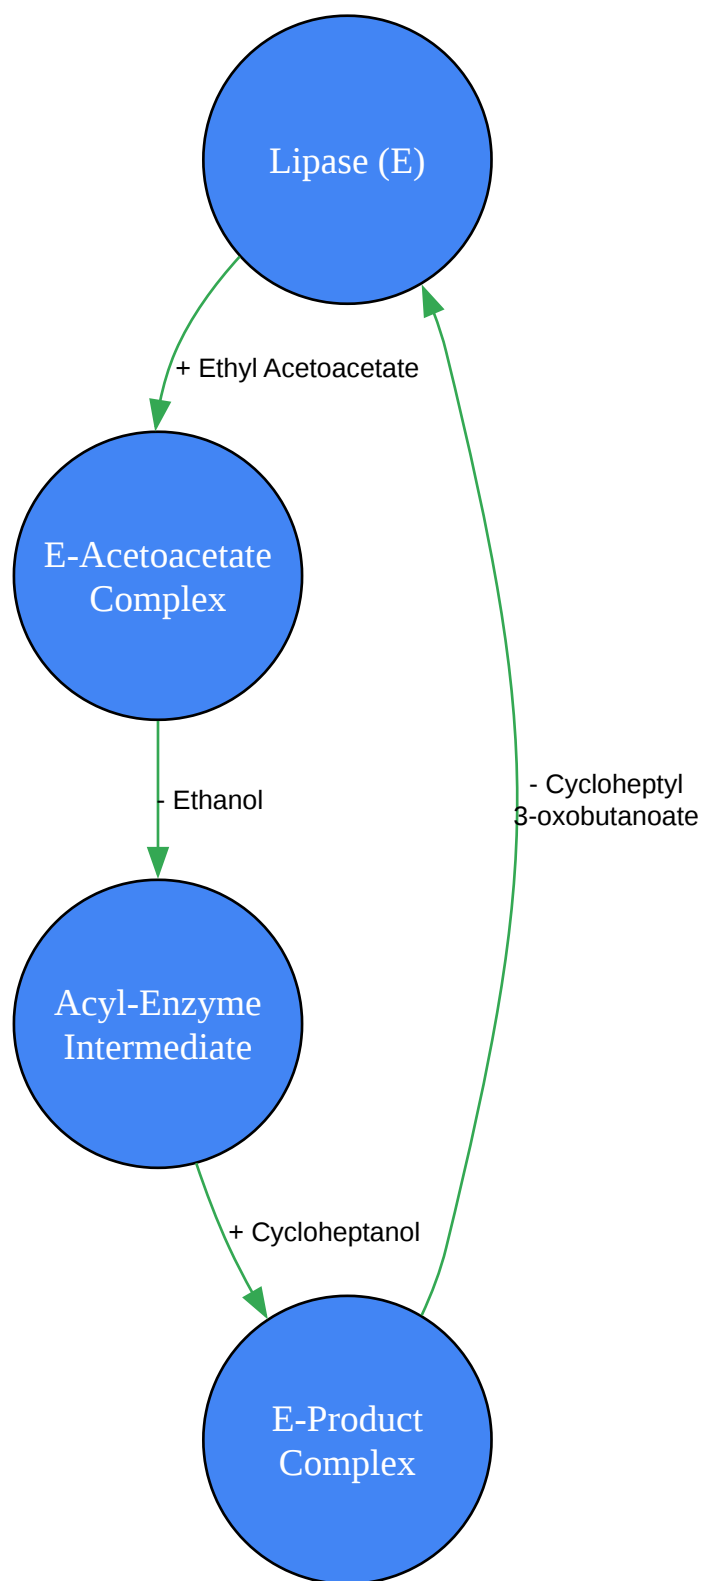 Lipase (E)
+ Ethyl Acetoacetate
E-Acetoacetate
Complex
- Ethanol
- Cycloheptyl
3-oxobutanoate
Acyl-Enzyme
Intermediate
+ Cycloheptanol
E-Product
Complex